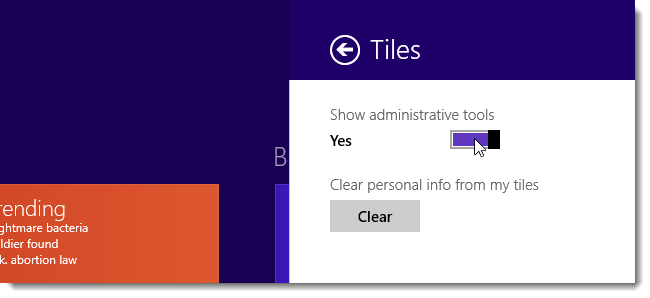 Tiles
Show administrative tools
Yes
B
Clear personal info from my tiles
Clear
rending
ghtmare bacteria
ldier found
k. abortion law